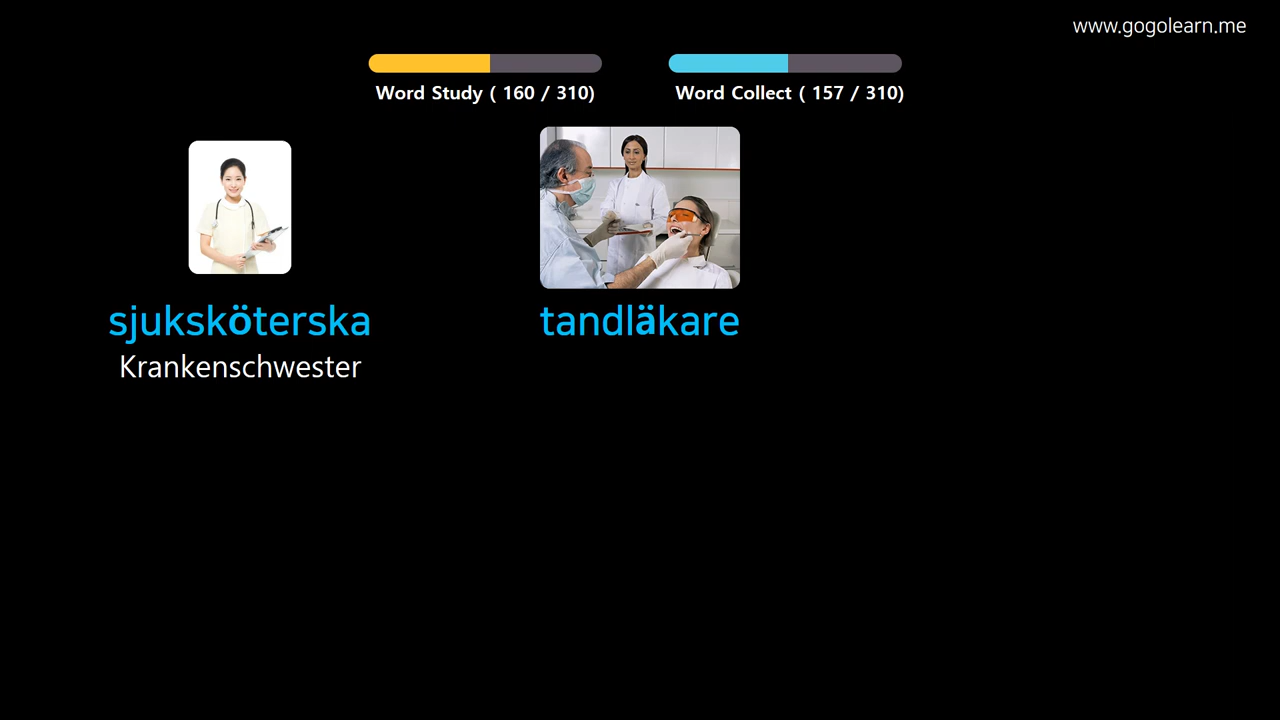 www.gogolearn.me
Word Study ( 160 / 310)
Word Collect ( 157 / 310)
sjuksköterska
Krankenschwester
tandläkare